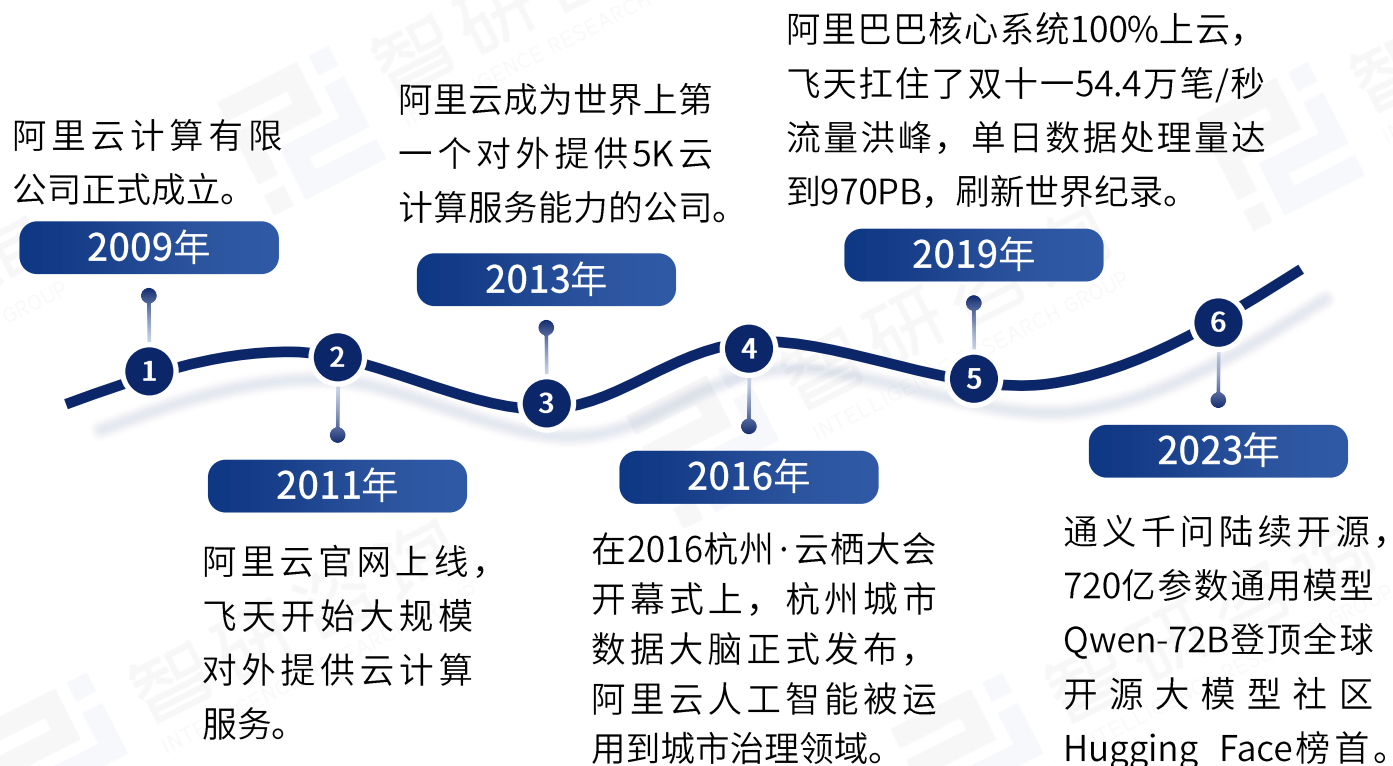 阿里云计算有限
公司正式成立。
2009年
1
阿里云官网上线，
飞天开始大规模
对外提供云计算
服务。
2011年
2
阿里云成为世界上第
一个对外提供5K云
计算服务能力的公司。
2013年
3
在2016杭州·云栖大会
开幕式上，杭州城市
数据大脑正式发布，
阿里云人工智能被运
用到城市治理领域。
2016年
4
阿里巴巴核心系统100%上云，
飞天扛住了双十一54.4万笔/秒
流量洪峰，单日数据处理量达
到970PB，刷新世界纪录。
2019年
5
通义千问陆续开源，
720亿参数通用模型
Qwen-72B登顶全球
开源大模型社区
Hugging Face榜首。
2023年
6
智研咨询
INTELLIGENCE RESEARCH GROUP